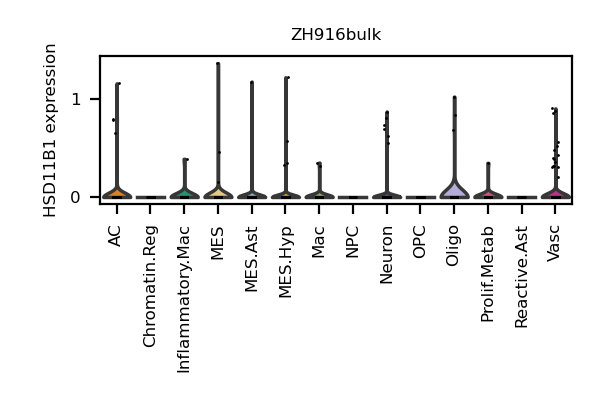 ZH916bulk
HSD11B1 expression
1
0
AC
Chromatin.Reg
Inflammatory.Mac
MES
MES.Ast
MES.Hyp
Mac
NPC
Neuron
OPC
Oligo
Prolif.Metab
Reactive.Ast
Vasc